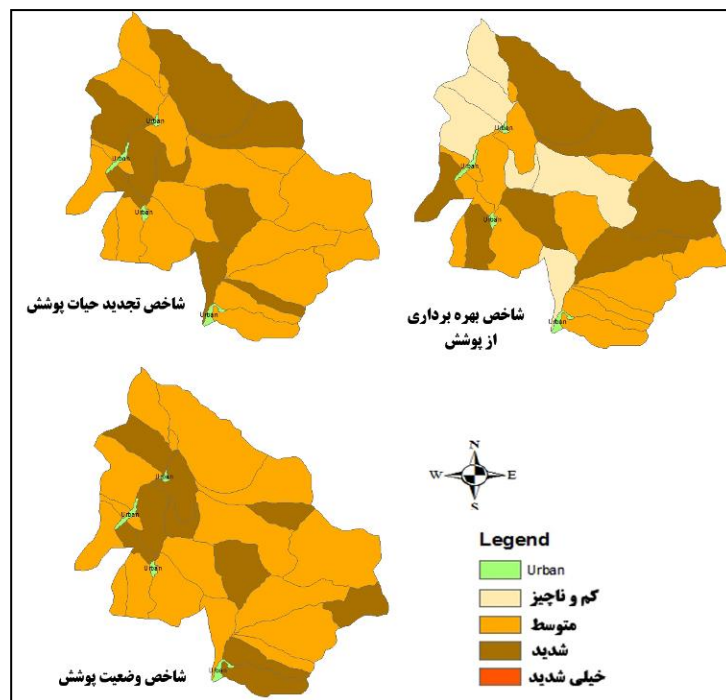 Urban
Urban
Urban
Urban
شاخص تجدید حیات پوشش
Urban
Urban
Urban
Urban
شاخص بهره برداری
از پوشش
Urban
Urban
Urban
Urban
شاخص وضعیت پوشش
N
W E
S
Legend
Urban
کم و ناچیز
متوسط
شدید
خیلی شدید